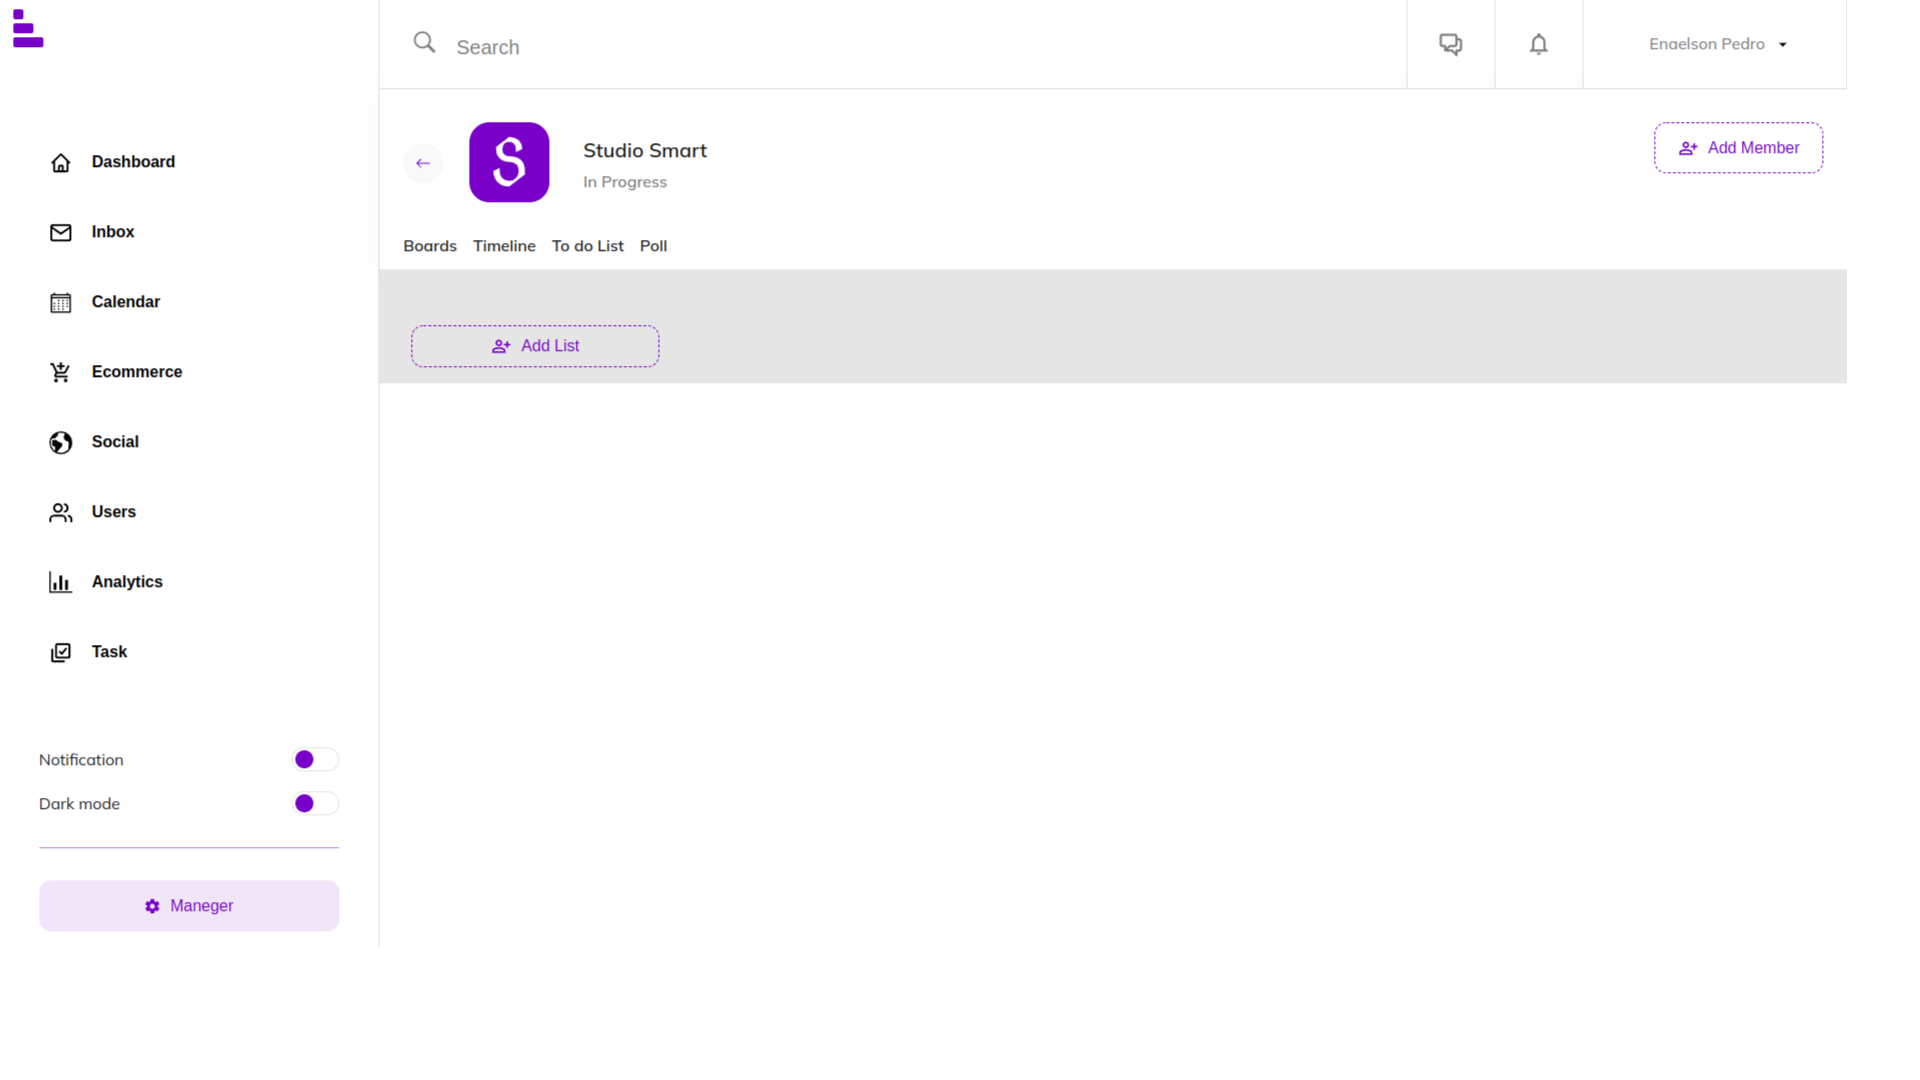 Search
Enaelson Pedro
Dashboard
Inbox
Calendar
Ecommerce
Social
Users
Analytics
Task
Notification
Dark mode
Maneger
S
Studio Smart
In Progress
Add Member
Boards Timeline To do List Poll
Add List